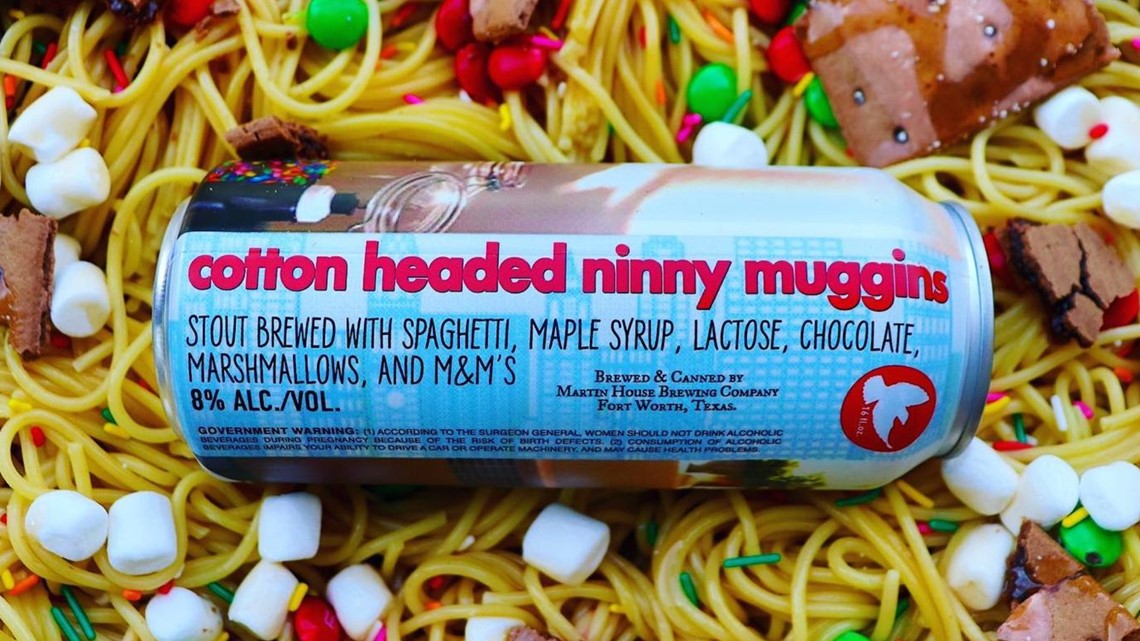 cotton headed ninny muggins
STOUT BREWED WITH SPAGHETTI, MAPLE SYRUP, LACTOSE, CHOCOLATE,
MARSHMALLOWS, AND M&M'S
8% ALC./VOL.
BREWED & CANNED BY
MARTIN HOUSE BREWING COMPANY
FORT WORTH, TEXAS.
16 fl. oz.
GOVERNMENT WARNING: (1) ACCORDING TO THE SURGEON GENERAL, WOMEN SHOULD NOT DRINK ALCOHOLIC
BEVERAGES DURING PREGNANCY BECAUSE OF THE RISK OF BIRTH DEFECTS. (2) CONSUMPTION OF ALCOHOLIC
BEVERAGES IMPAIRS YOUR ABILITY TO DRIVE A CAR OR OPERATE MACHINERY, AND MAY CAUSE HEALTH PROBLEMS.